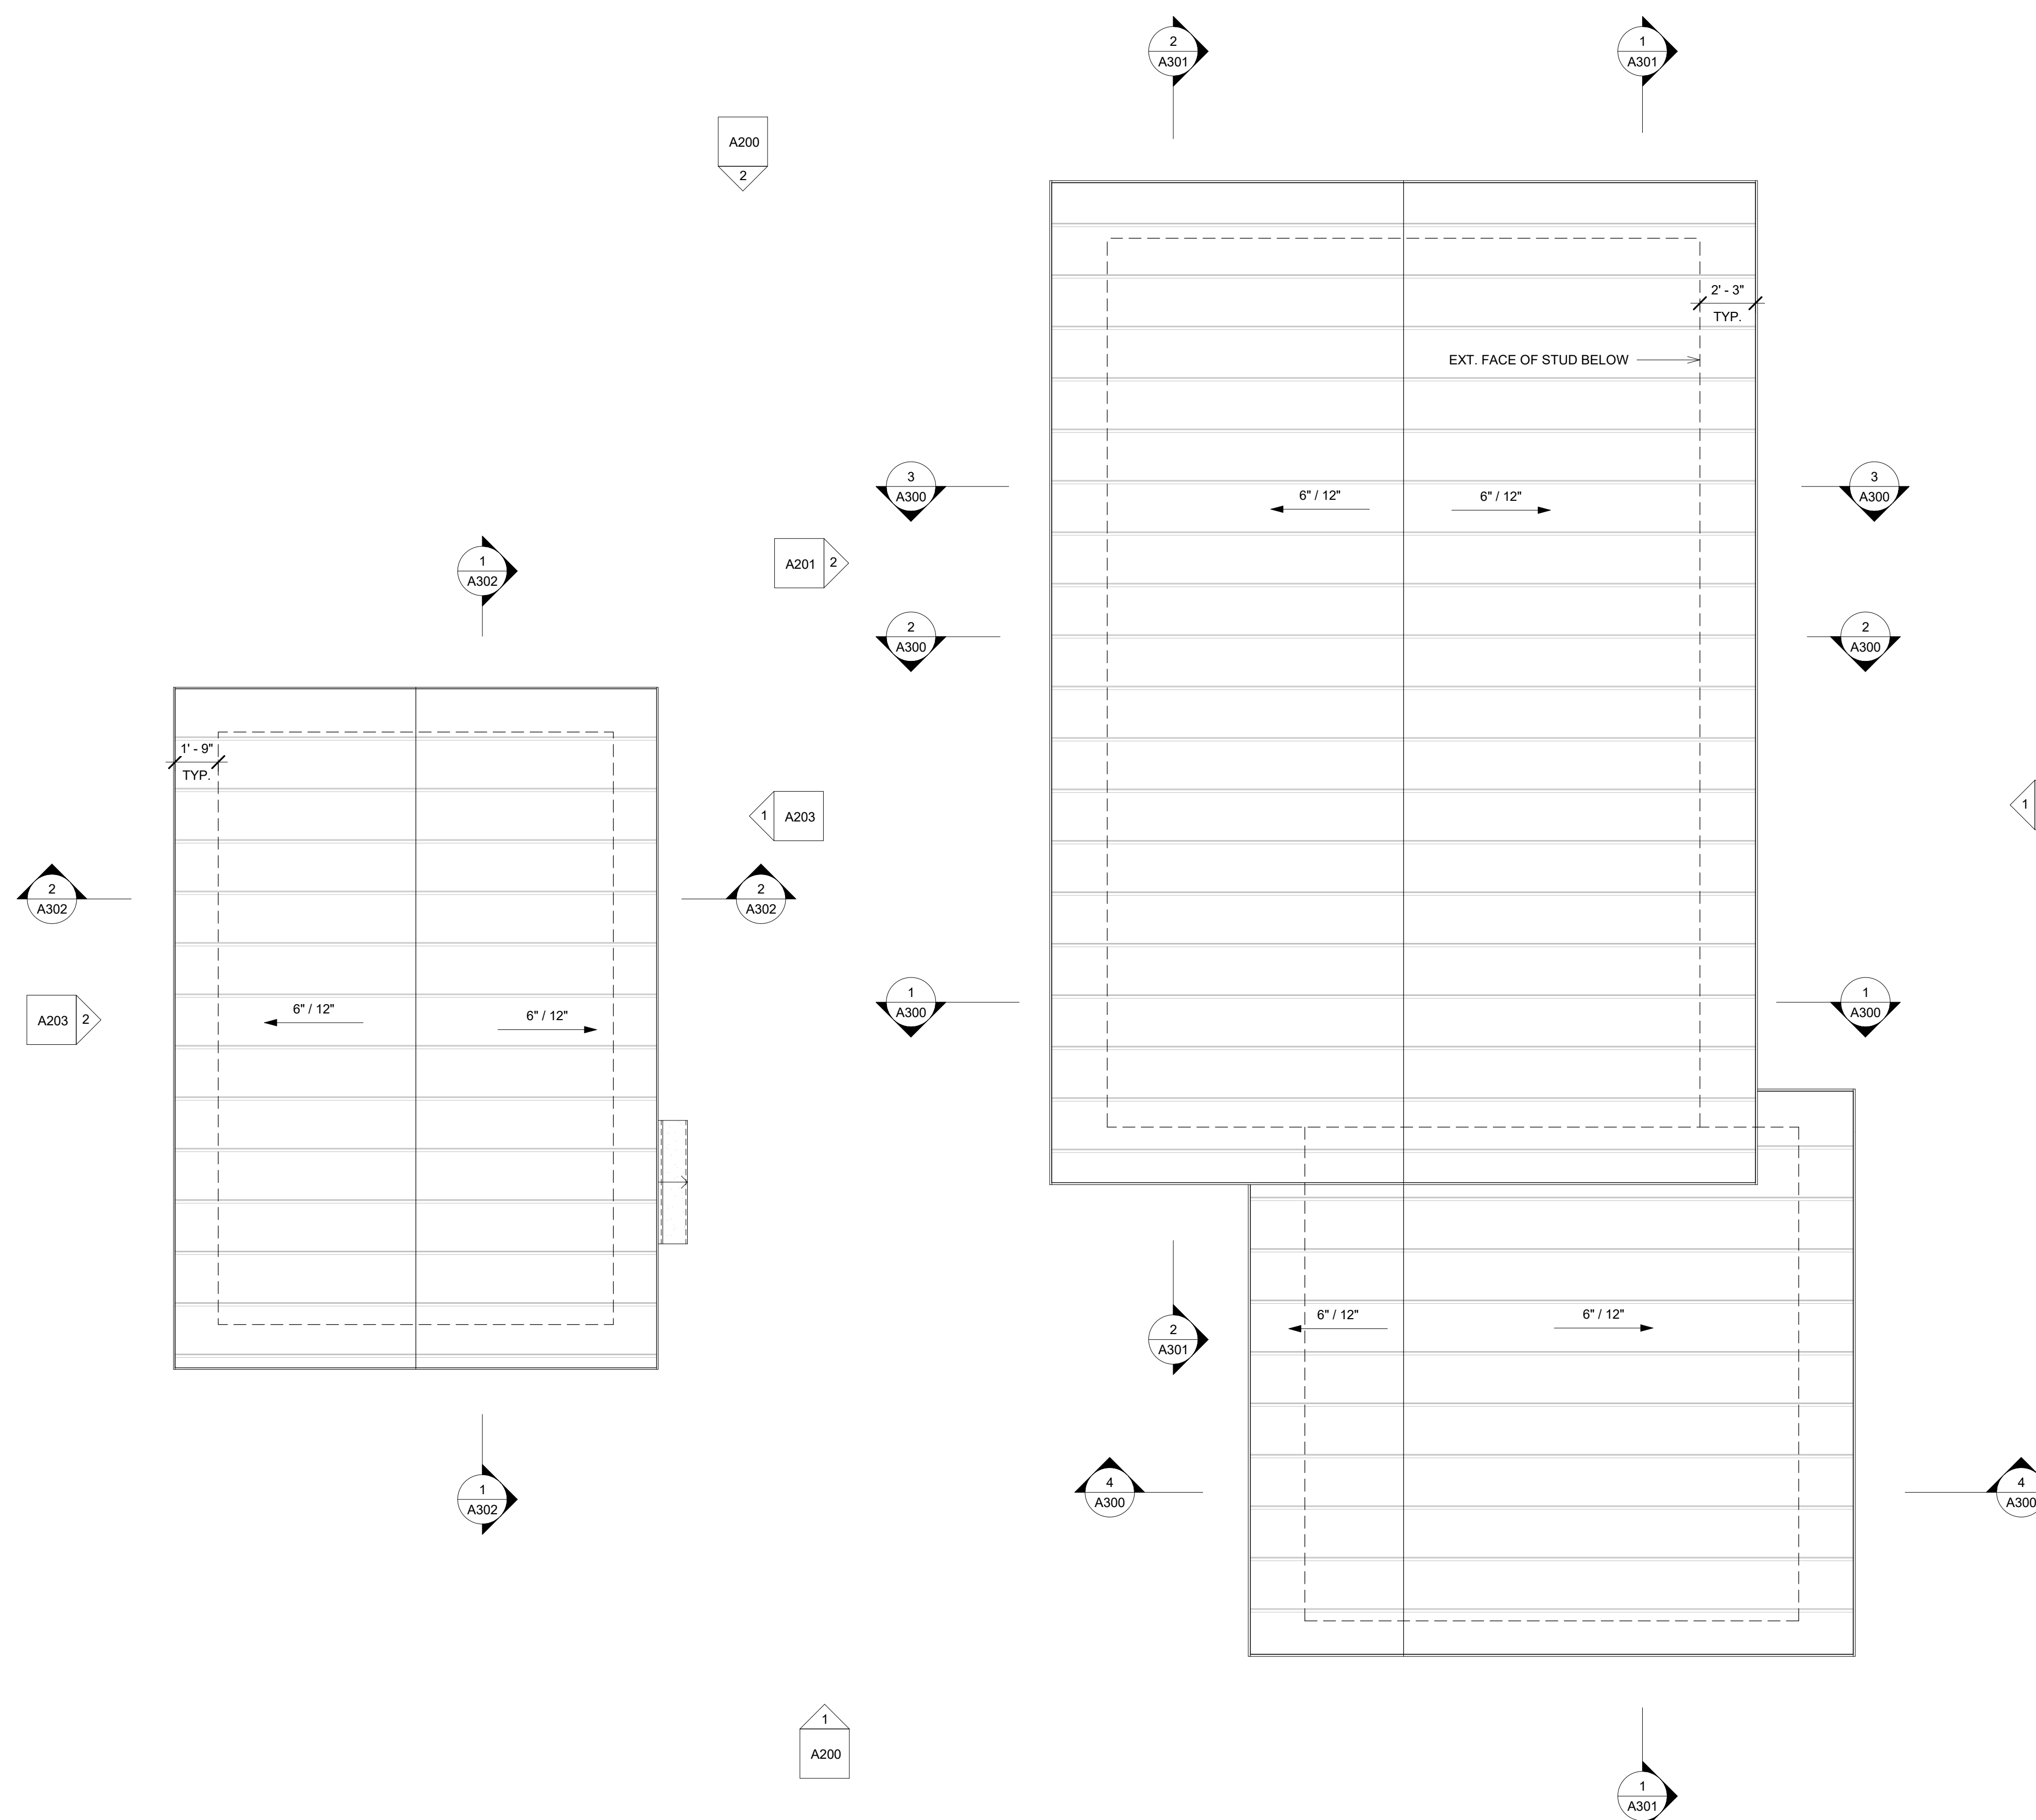 2
A301
1
A301
A200
2
2' - 3"
TYP.
EXT. FACE OF STUD BELOW
3
A300
6" / 12"
6" / 12"
3
A300
1
A302
A201
2
2
A300
2
A300
1' - 9"
TYP.
1
A203
1
2
A302
2
A302
A203
2
6" / 12"
6" / 12"
1
A300
1
A300
6" / 12"
6" / 12"
2
A301
4
A300
4
A300
1
A302
1
A200
1
A301